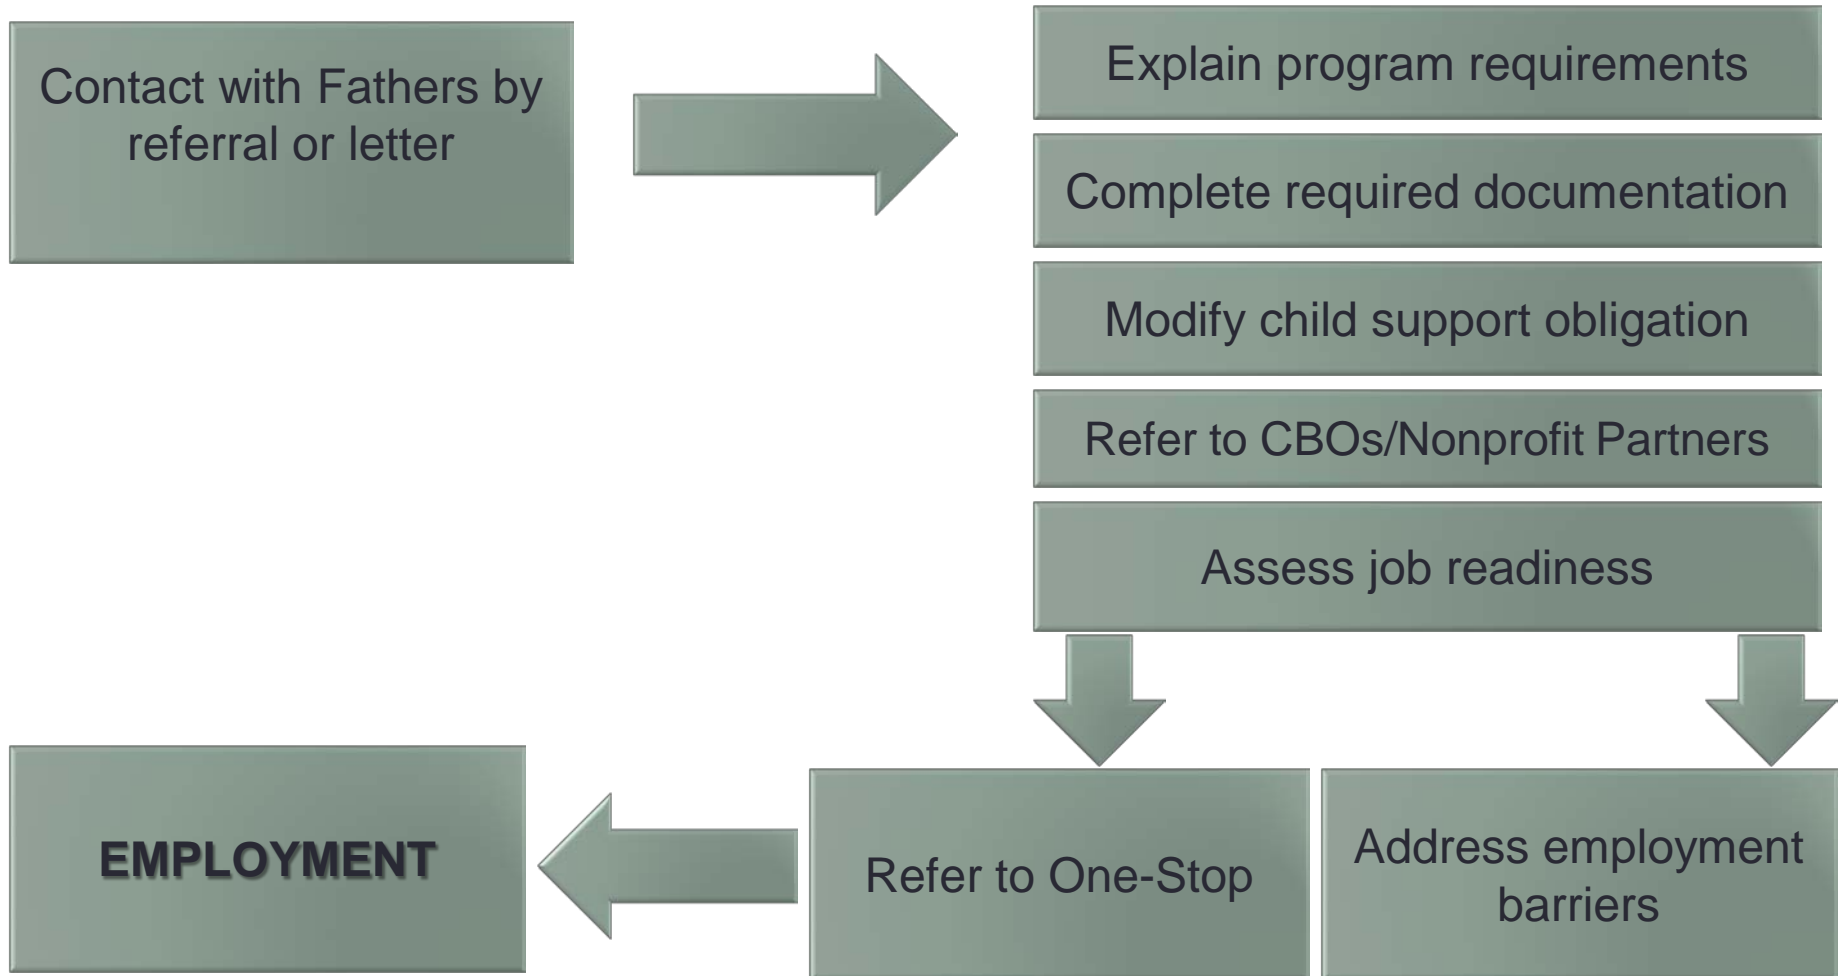 Contact with Fathers by
referral or letter
Explain program requirements
Complete required documentation
Modify child support obligation
Refer to CBOs/Nonprofit Partners
Assess job readiness
EMPLOYMENT
Refer to One-Stop
Address employment
barriers